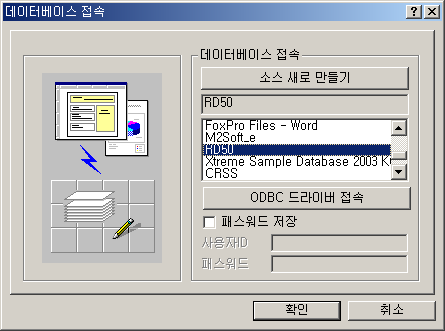 데이터베이스 접속
데이터베이스 접속
소스 새로 만들기
RD50
FoxPro Files - Word
M2Soft_e
RD50
Xtreme Sample Database 2003 K
CRSS
ODBC 드라이버 접속
패스워드 저장
사용자ID
패스워드
확인
취소